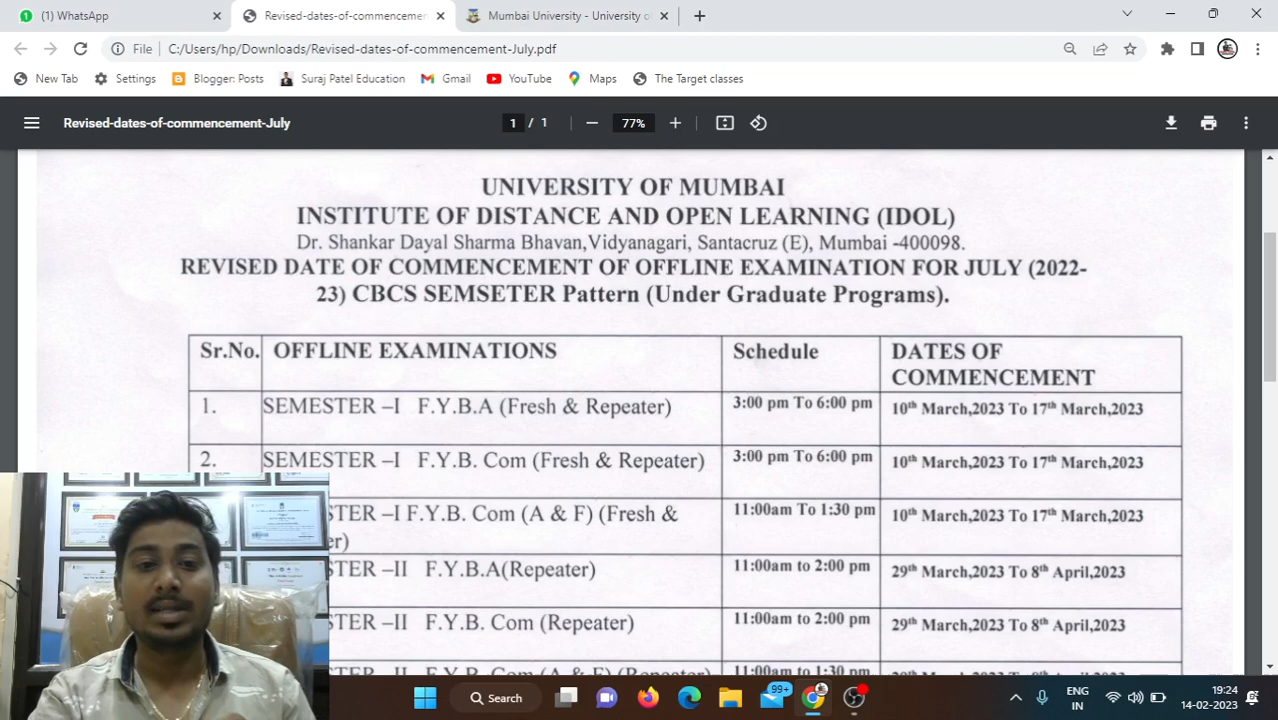 WhatsApp
Revised-dates-of-commencemen
Mumbai University - University o
File
C:/Users/hp/Downloads/Revised-dates-of-commencement-July.pdf
New Tab
Settings
Blogger: Posts
Suraj Patel Education
Gmail
YouTube
Maps
The Target classes
Revised-dates-of-commencement-July
1 / 1
77%
UNIVERSITY OF MUMBAI
INSTITUTE OF DISTANCE AND OPEN LEARNING (IDOL)
Dr. Shankar Dayal Sharma Bhavan,Vidyanagari, Santacruz (E), Mumbai -400098.
REVISED DATE OF COMMENCEMENT OF OFFLINE EXAMINATION FOR JULY (2022-
23) CBCS SEMSETER Pattern (Under Graduate Programs).
Sr.No. OFFLINE EXAMINATIONS Schedule DATES OF
COMMENCEMENT
1. SEMESTER –I F.Y.B.A (Fresh & Repeater) 3:00 pm To 6:00 pm 10th March,2023 To 17th March,2023
2. SEMESTER –I F.Y.B. Com (Fresh & Repeater) 3:00 pm To 6:00 pm 10th March,2023 To 17th March,2023
STER –I F.Y.B. Com (A & F) (Fresh & 11:00am To 1:30 pm 10th March,2023 To 17th March,2023
er)
STER –II F.Y.B.A(Repeater) 11:00am to 2:00 pm 29th March,2023 To 8th April,2023
STER –II F.Y.B. Com (Repeater) 11:00am to 2:00 pm 29th March,2023 To 8th April,2023
Search
99+
ENG
IN
19:24
14-02-2023